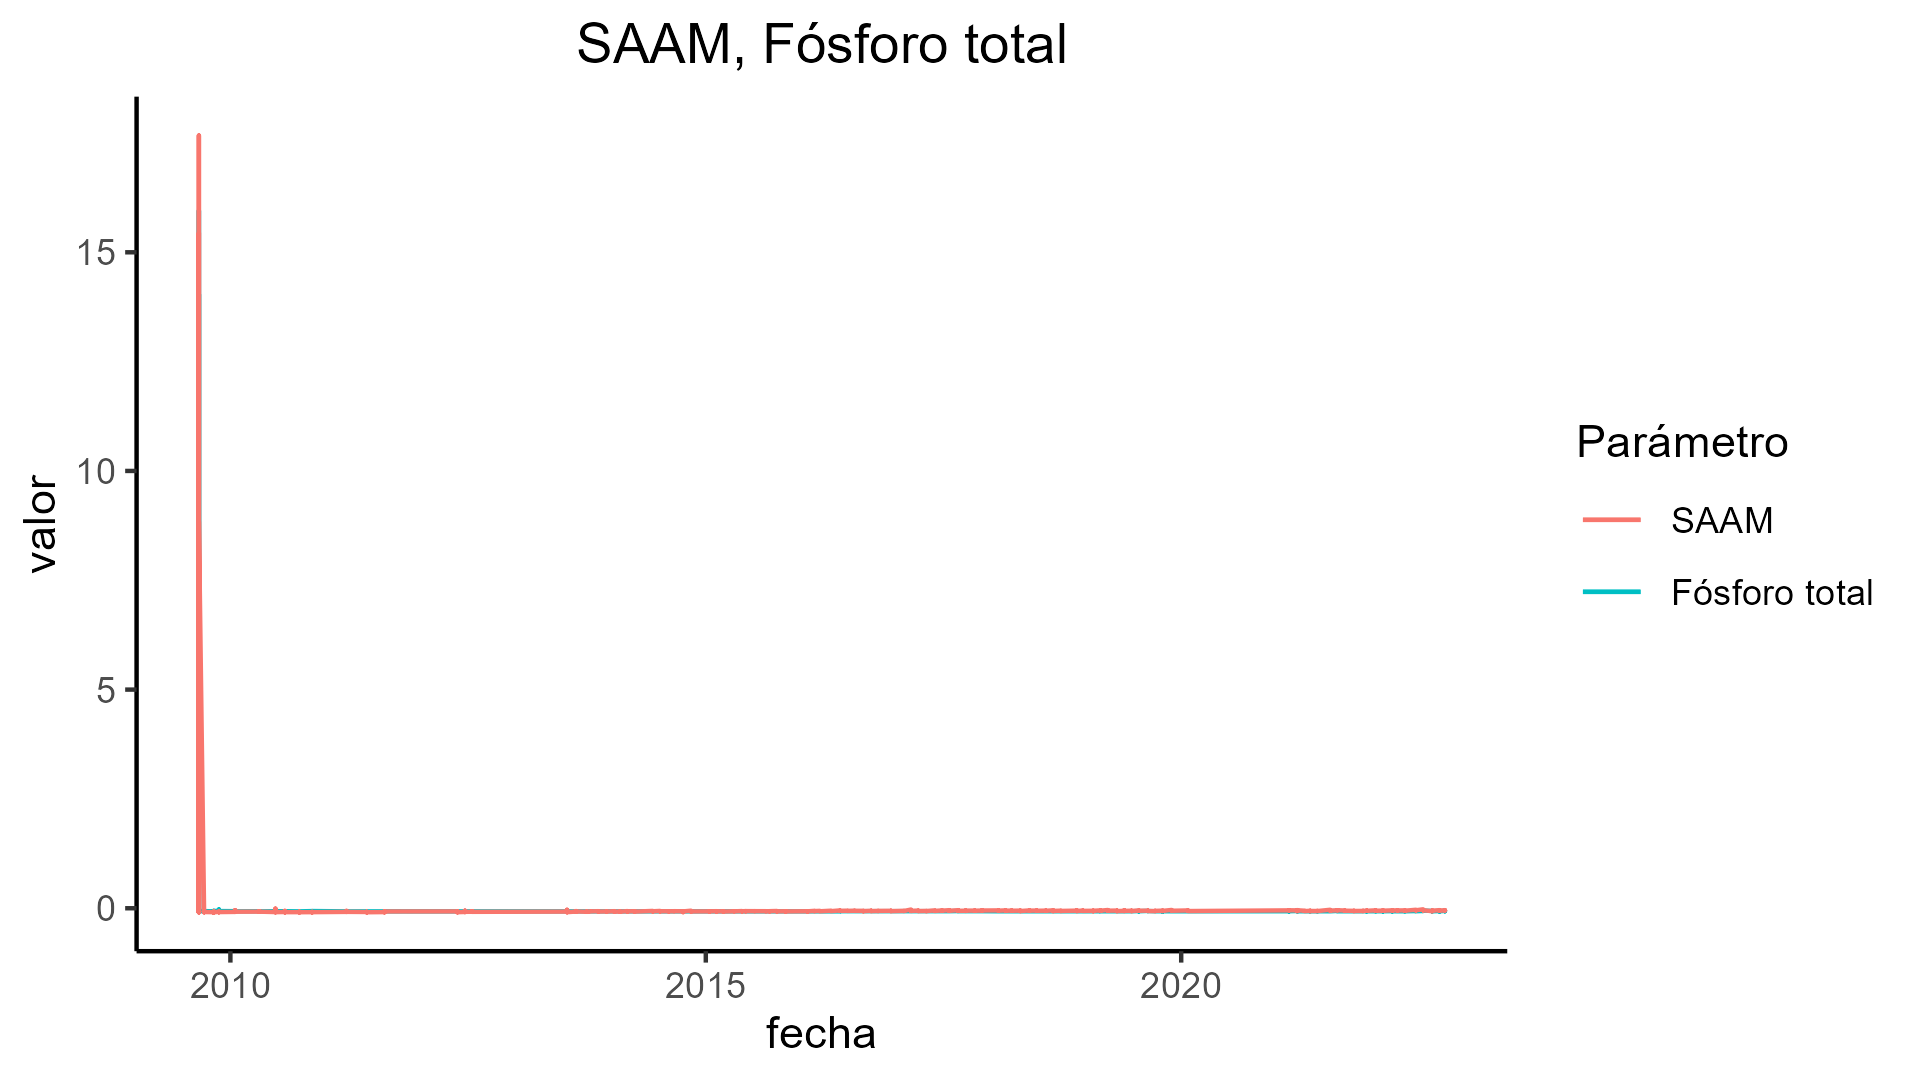 SAAM, Fósforo total
15
10
5
0
valor
2010
2015
2020
fecha
Parámetro
SAAM
Fósforo total